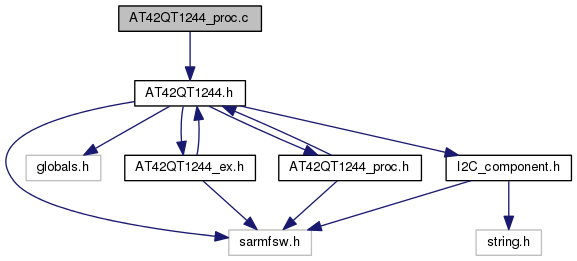 AT42QT1244_proc.c
AT42QT1244.h
globals.h
AT42QT1244_ex.h
AT42QT1244_proc.h
I2C_component.h
sarmfsw.h
string.h